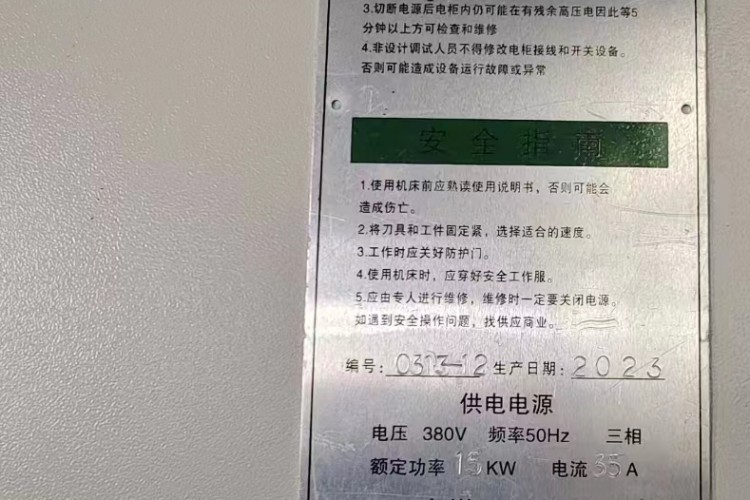 3.切断电源后电柜内仍可能在有残余高压电因此等5
分钟以上方可检查和维修
4.非设计调试人员不得修改电柜接线和开关设备。
否则可能造成设备运行故障或异常
安全指南
1.使用机床前应熟读使用说明书，否则可能会
造成伤亡。
2.将刀具和工件固定紧，选择适合的速度。
3.工作时应关好防护门。
4.使用机床时，应穿好安全工作服。
5.应由专人进行维修，维修时一定要关闭电源。
如遇到安全操作问题，找供应商业。
编号：0313-12 生产日期：2023
供电电源
电压 380V 频率50Hz 三相
额定功率 15 KW 电流 35 A